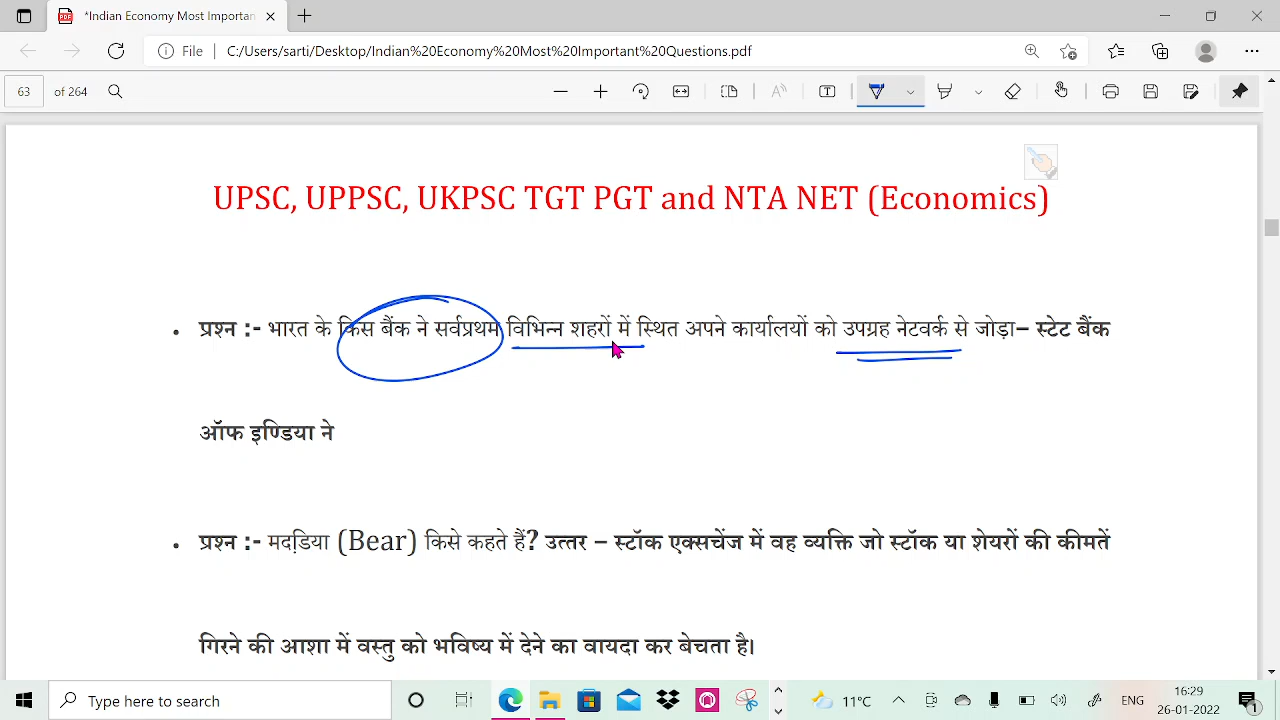 *Indian Economy Most Importan
File C:/Users/sarti/Desktop/Indian%20Economy%20Most%20Important%20Questions.pdf
63 of 264
UPSC, UPPSC, UKPSC TGT PGT and NTA NET (Economics)
प्रश्न :- भारत के किस बैंक ने सर्वप्रथम विभिन्न शहरों में स्थित अपने कार्यालयों को उपग्रह नेटवर्क से जोड़ा– स्टेट बैंक
ऑफ इण्डिया ने
प्रश्न :- मदडि़या (Bear) किसे कहते हैं? उत्तर – स्टॉक एक्सचेंज में वह व्यक्ति जो स्टॉक या शेयरों की कीमतें
गिरने की आशा में वस्तु को भविष्य में देने का वायदा कर बेचता है।
Type here to search
11°C
ENG
16:29
26-01-2022
1